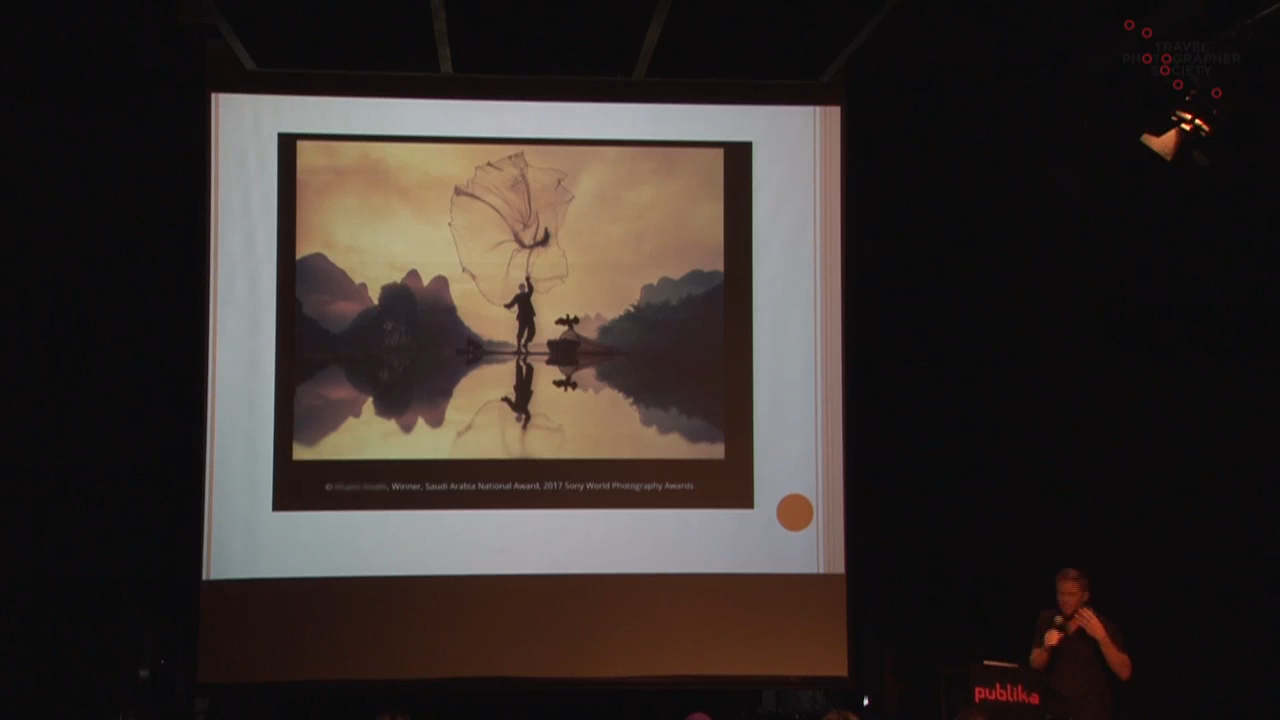 TRAVEL
PHOTOGRAPHER
SOCIETY
© , Winner, Saudi Arabia National Award, 2017 Sony World Photography Awards
publika